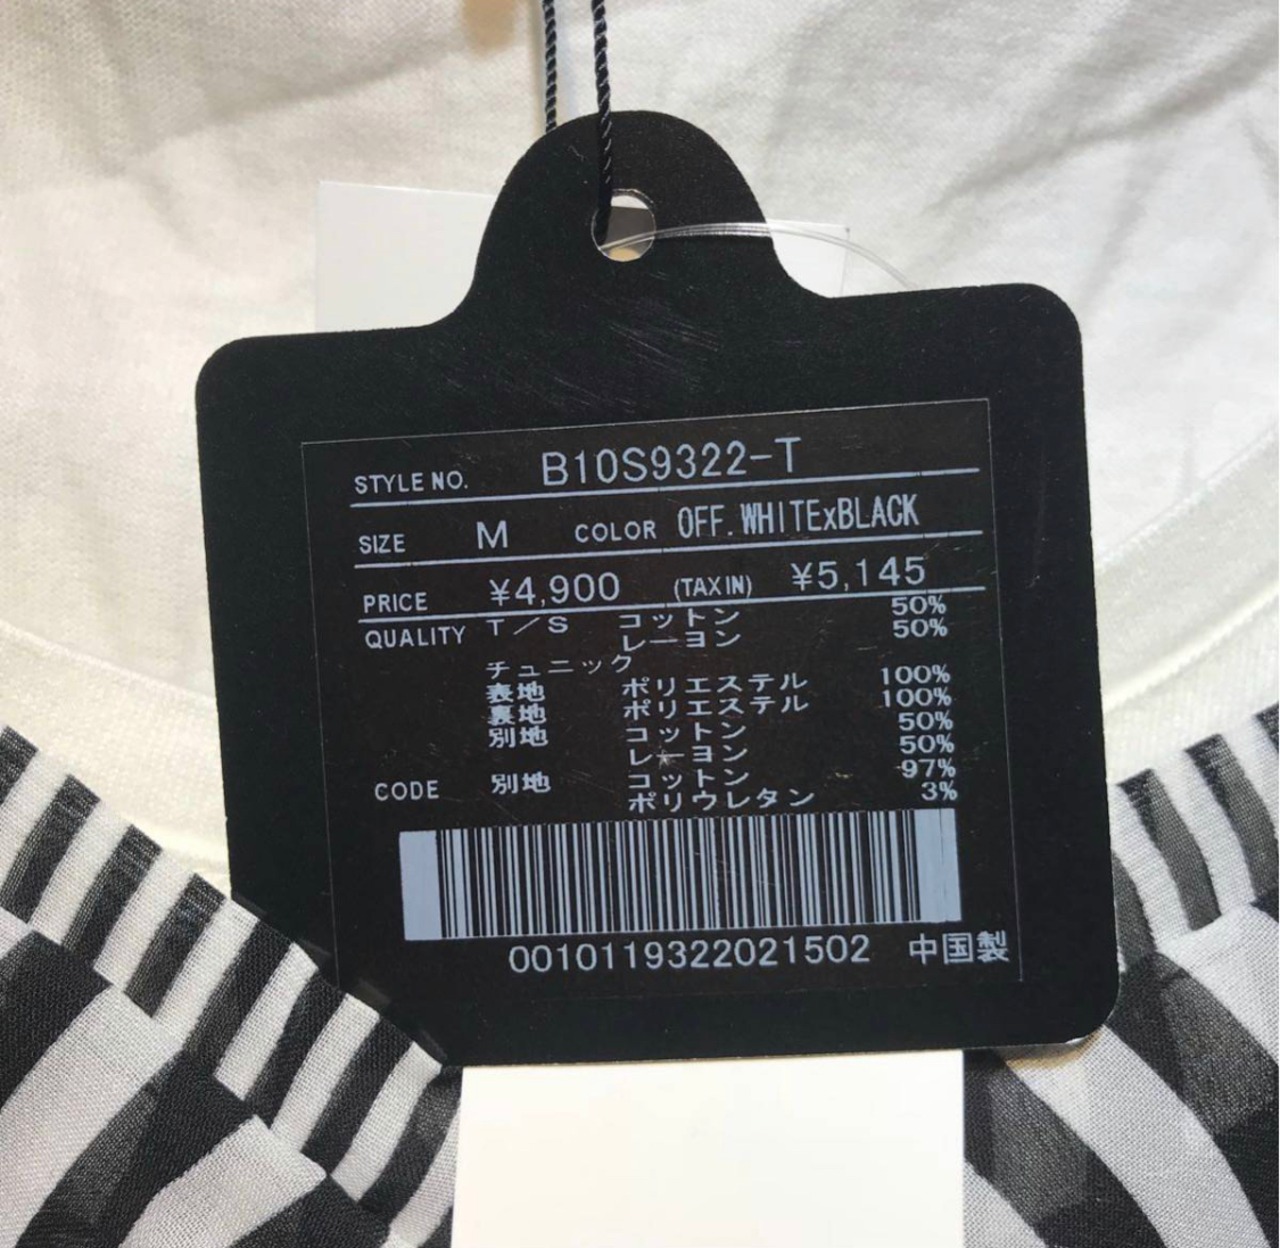 STYLE NO. B10S9322-T
SIZE M COLOR OFF.WHITExBLACK
PRICE ¥4,900 (TAX IN) ¥5,145
QUALITY T/S コットン 50%
レーヨン 50%
チュニック
表地 ポリエステル 100%
裏地 ポリエステル 100%
別地 コットン 50%
レーヨン 50%
CODE 別地 コットン 97%
ポリウレタン 3%
0010119322021502 中国製